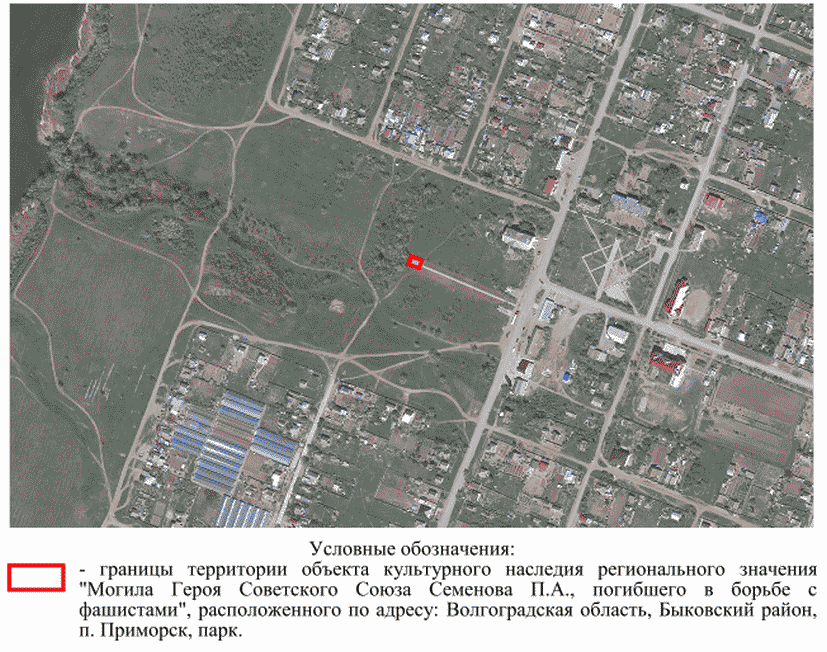 Условные обозначения:
- границы территории объекта культурного наследия регионального значения
"Могила Героя Советского Союза Семенова П.А., погибшего в борьбе с
фашистами", расположенного по адресу: Волгоградская область, Быковский район,
п. Приморск, парк.